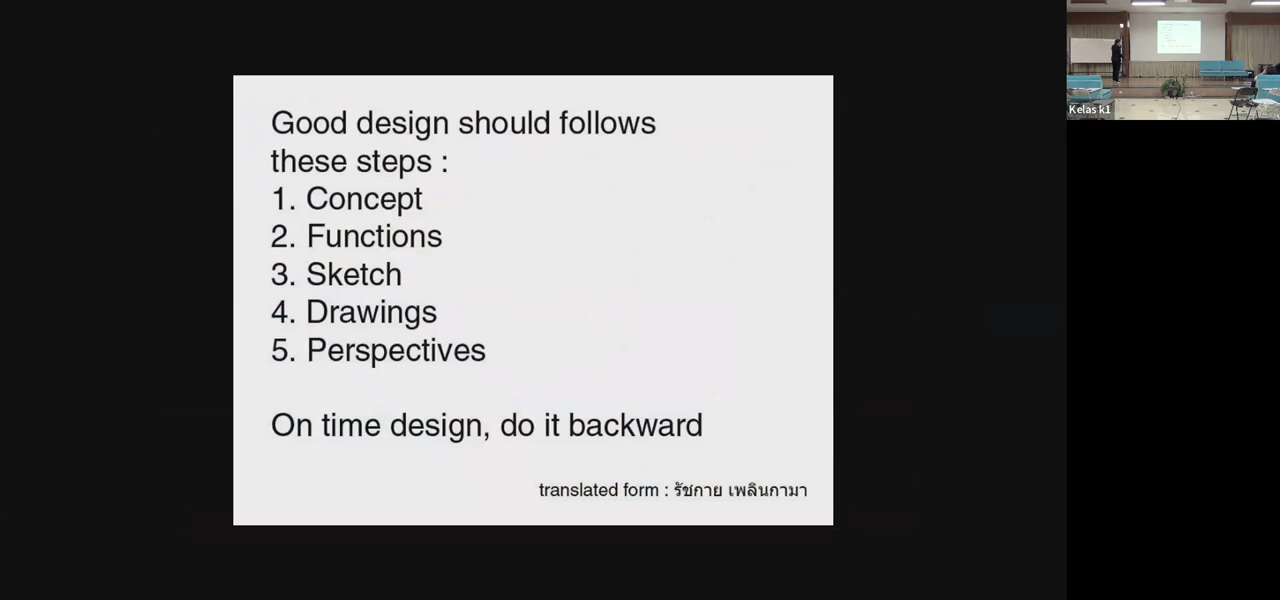 Good design should follows
these steps :
1. Concept
2. Functions
3. Sketch
4. Drawings
5. Perspectives
On time design, do it backward
translated form : รัชกาย เพลินกามา
Kelas k1